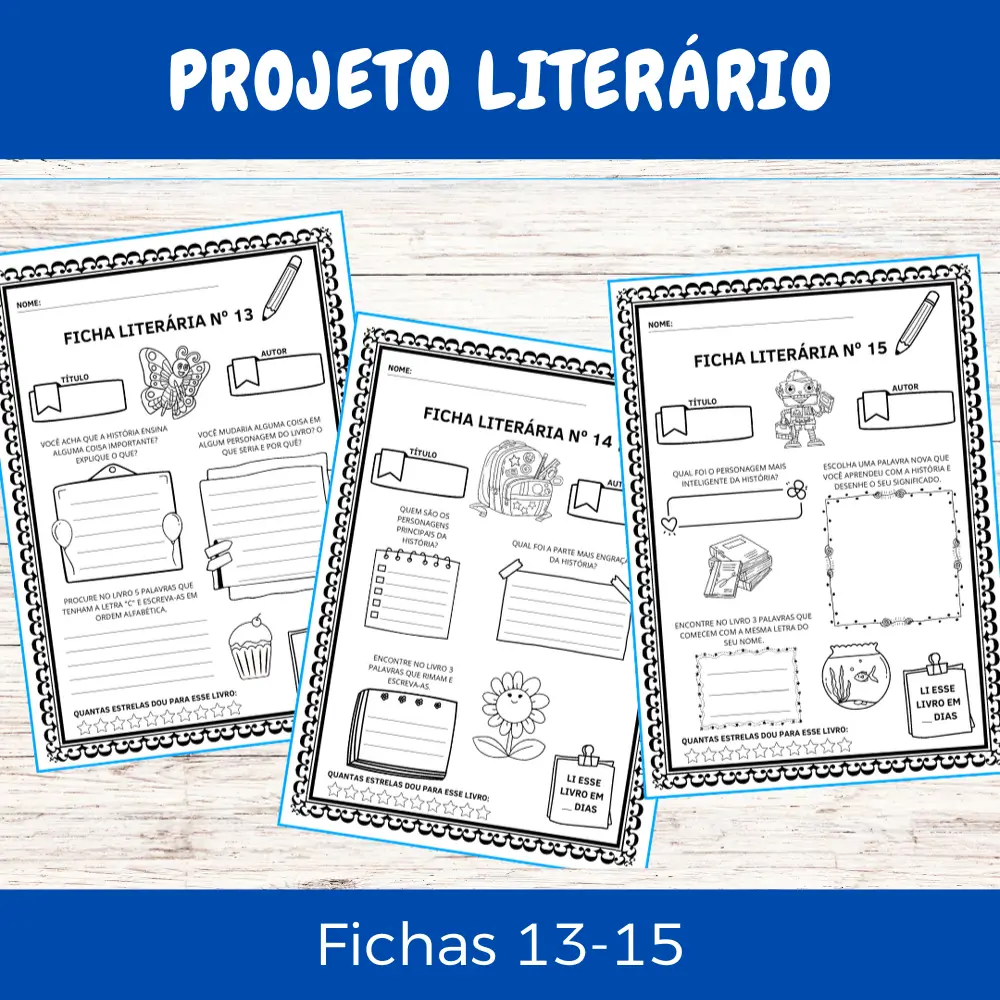 PROJETO LITERÁRIO
NOME:
FICHA LITERÁRIA Nº 13
TÍTULO
AUTOR
VOCÊ ACHA QUE A HISTÓRIA ENSINA
ALGUMA COISA IMPORTANTE?
EXPLIQUE O QUE?
VOCÊ MUDARIA ALGUMA COISA EM
ALGUM PERSONAGEM DO LIVRO? O
QUE SERIA E POR QUÊ?
PROCURE NO LIVRO 5 PALAVRAS QUE
TENHAM A LETRA "C" E ESCREVA-AS EM
ORDEM ALFABÉTICA.
QUANTAS ESTRELAS DOU PARA ESSE LIVRO:
NOME:
FICHA LITERÁRIA Nº 14
TÍTULO
AUT
QUEM SÃO OS
PERSONAGENS
PRINCIPAIS DA
HISTÓRIA?
QUAL FOI A PARTE MAIS ENGRAÇA
DA HISTÓRIA?
ENCONTRE NO LIVRO 3
PALAVRAS QUE RIMAM E
ESCREVA-AS.
QUANTAS ESTRELAS DOU PARA ESSE LIVRO:
LI ESSE
LIVRO EM
__ DIAS
NOME:
FICHA LITERÁRIA Nº 15
TÍTULO
AUTOR
QUAL FOI O PERSONAGEM MAIS
INTELIGENTE DA HISTÓRIA?
ESCOLHA UMA PALAVRA NOVA QUE
VOCÊ APRENDEU COM A HISTÓRIA E
DESENHE O SEU SIGNIFICADO.
ENCONTRE NO LIVRO 3 PALAVRAS QUE
COMECEM COM A MESMA LETRA DO
SEU NOME.
QUANTAS ESTRELAS DOU PARA ESSE LIVRO:
LI ESSE
LIVRO EM
__ DIAS
Fichas 13-15